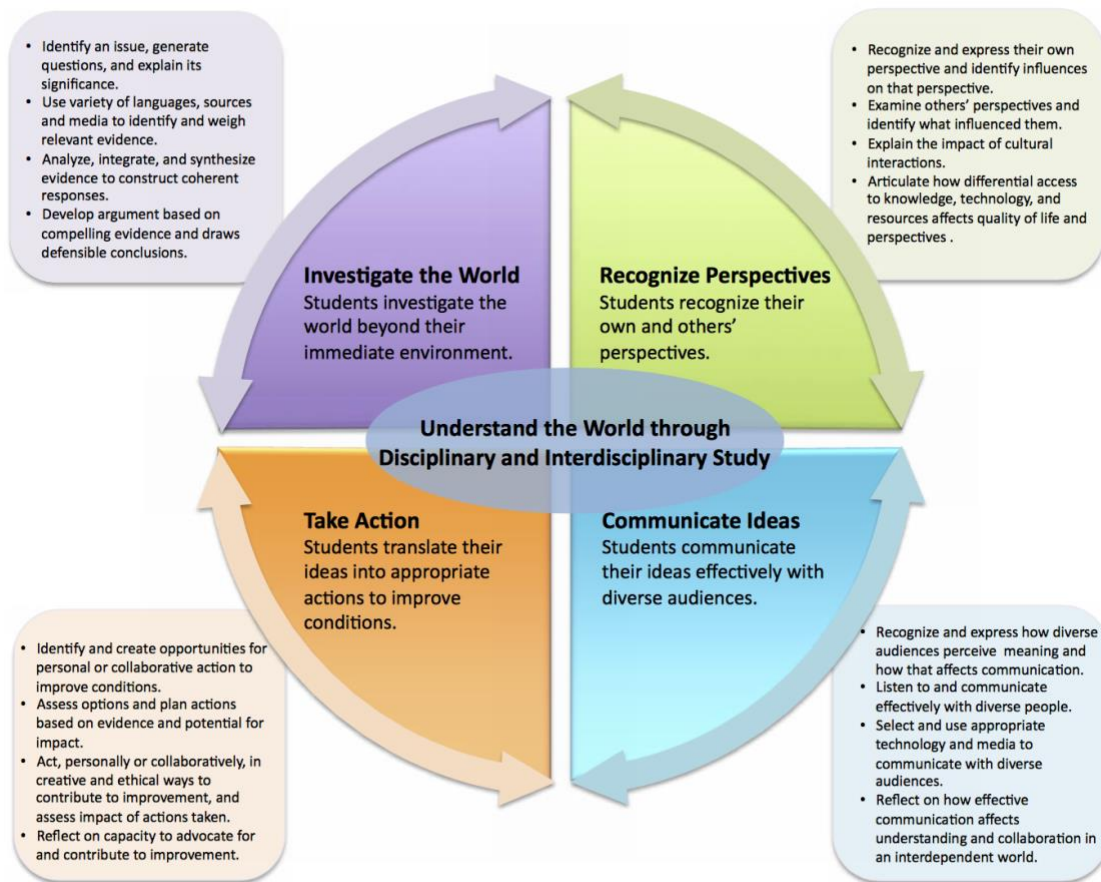 • Identify an issue, generate
questions, and explain its
significance.
• Use variety of languages, sources
and media to identify and weigh
relevant evidence.
• Analyze, integrate, and synthesize
evidence to construct coherent
responses.
• Develop argument based on
compelling evidence and draws
defensible conclusions.
• Recognize and express their own
perspective and identify influences
on that perspective.
• Examine others’ perspectives and
identify what influenced them.
• Explain the impact of cultural
interactions.
• Articulate how differential access
to knowledge, technology, and
resources affects quality of life and
perspectives .
Investigate the World
Students investigate the
world beyond their
immediate environment.
Recognize Perspectives
Students recognize their
own and others’
perspectives.
Understand the World through
Disciplinary and Interdisciplinary Study
Take Action
Students translate their
ideas into appropriate
actions to improve
conditions.
Communicate Ideas
Students communicate
their ideas effectively with
diverse audiences.
• Identify and create opportunities for
personal or collaborative action to
improve conditions.
• Assess options and plan actions
based on evidence and potential for
impact.
• Act, personally or collaboratively, in
creative and ethical ways to
contribute to improvement, and
assess impact of actions taken.
• Reflect on capacity to advocate for
and contribute to improvement.
• Recognize and express how diverse
audiences perceive meaning and
how that affects communication.
• Listen to and communicate
effectively with diverse people.
• Select and use appropriate
technology and media to
communicate with diverse
audiences.
• Reflect on how effective
communication affects
understanding and collaboration in
an interdependent world.